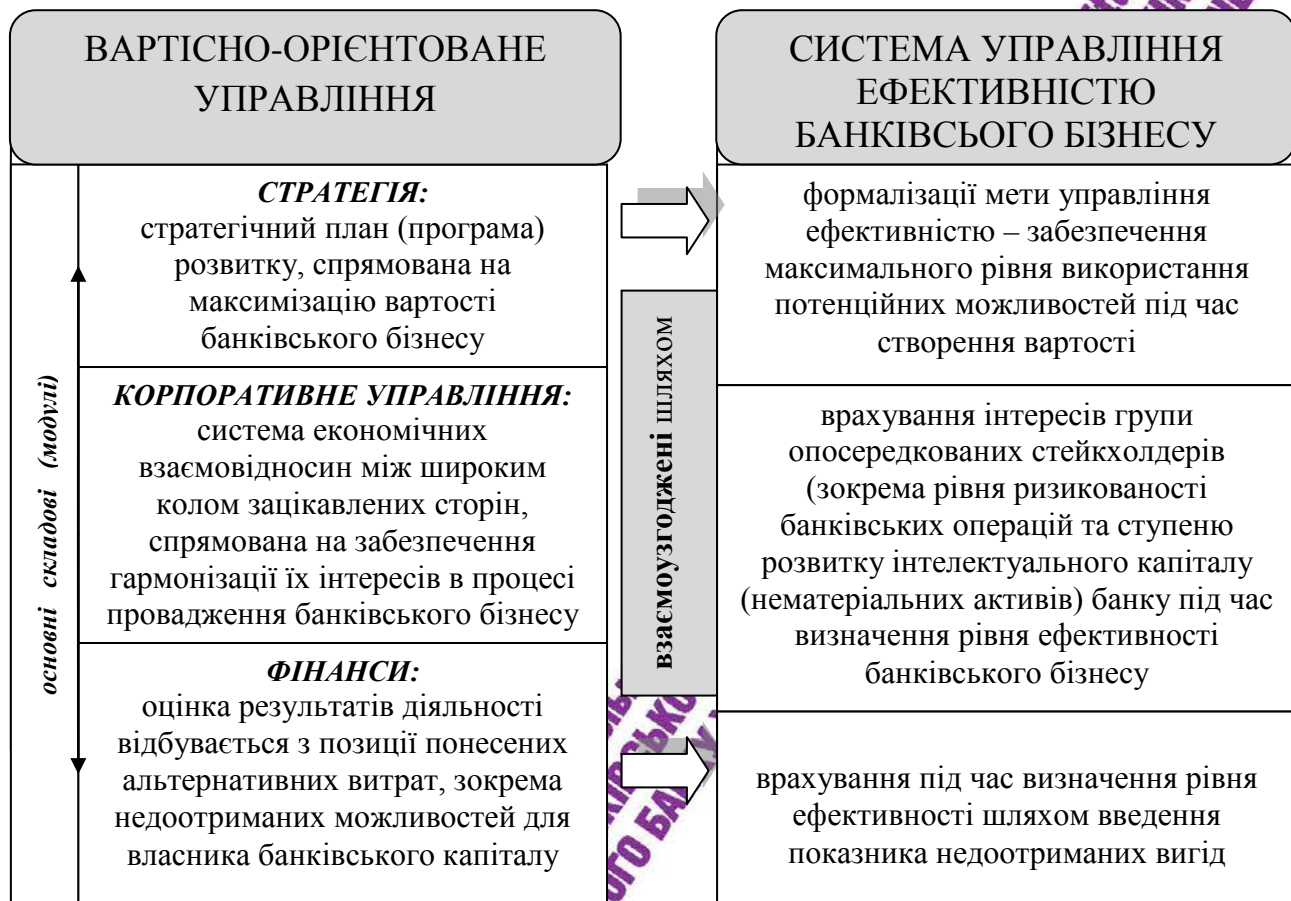 ВАРТІСНО-ОРІЄНТОВАНЕ
УПРАВЛІННЯ
СИСТЕМА УПРАВЛІННЯ
ЕФЕКТИВНІСТЮ
БАНКІВСЬОГО БІЗНЕСУ
основні складові (модулі)
СТРАТЕГІЯ:
стратегічний план (програма)
розвитку, спрямована на
максимізацію вартості
банківського бізнесу
КОРПОРАТИВНЕ УПРАВЛІННЯ:
система економічних
взаємовідносин між широким
колом зацікавлених сторін,
спрямована на забезпечення
гармонізації їх інтересів в процесі
провадження банківського бізнесу
ФІНАНСИ:
оцінка результатів діяльності
відбувається з позиції понесених
альтернативних витрат, зокрема
недоотриманих можливостей для
власника банківського капіталу
взаємоузгоджені шляхом
формалізації мети управління
ефективністю – забезпечення
максимального рівня використання
потенційних можливостей під час
створення вартості
врахування інтересів групи
опосередкованих стейкхолдерів
(зокрема рівня ризикованості
банківських операцій та ступеню
розвитку інтелектуального капіталу
(нематеріальних активів) банку під час
визначення рівня ефективності
банківського бізнесу
врахування під час визначення рівня
ефективності шляхом введення
показника недоотриманих вигід